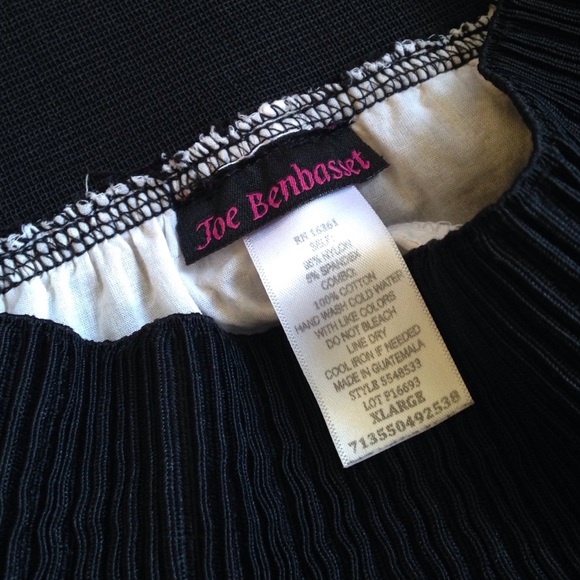 Joe Benbasset
RN 16361
SELF:
95% NYLON
5% SPANDEX
COMBO:
100% COTTON
HAND WASH COLD WATER
WITH LIKE COLORS
DO NOT BLEACH
LINE DRY
COOL IRON IF NEEDED
MADE IN GUATEMALA
STYLE 5548533
LOT P16693
XLARGE
713550492538